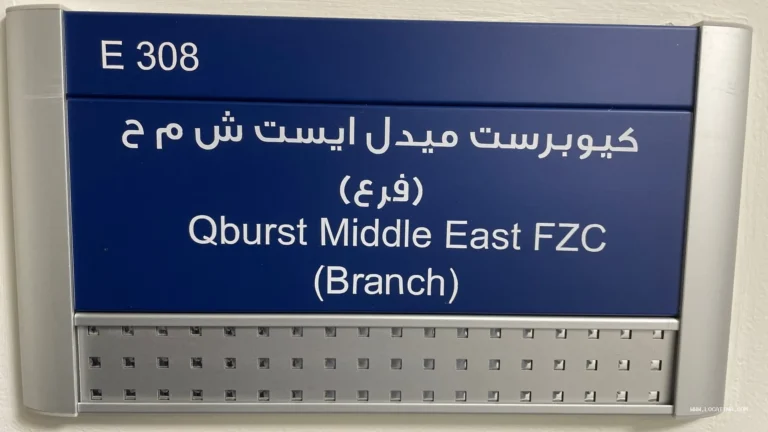 E 308
كيوبرست ميدل ايست ش م ح
(فرع)
Qburst Middle East FZC
(Branch)